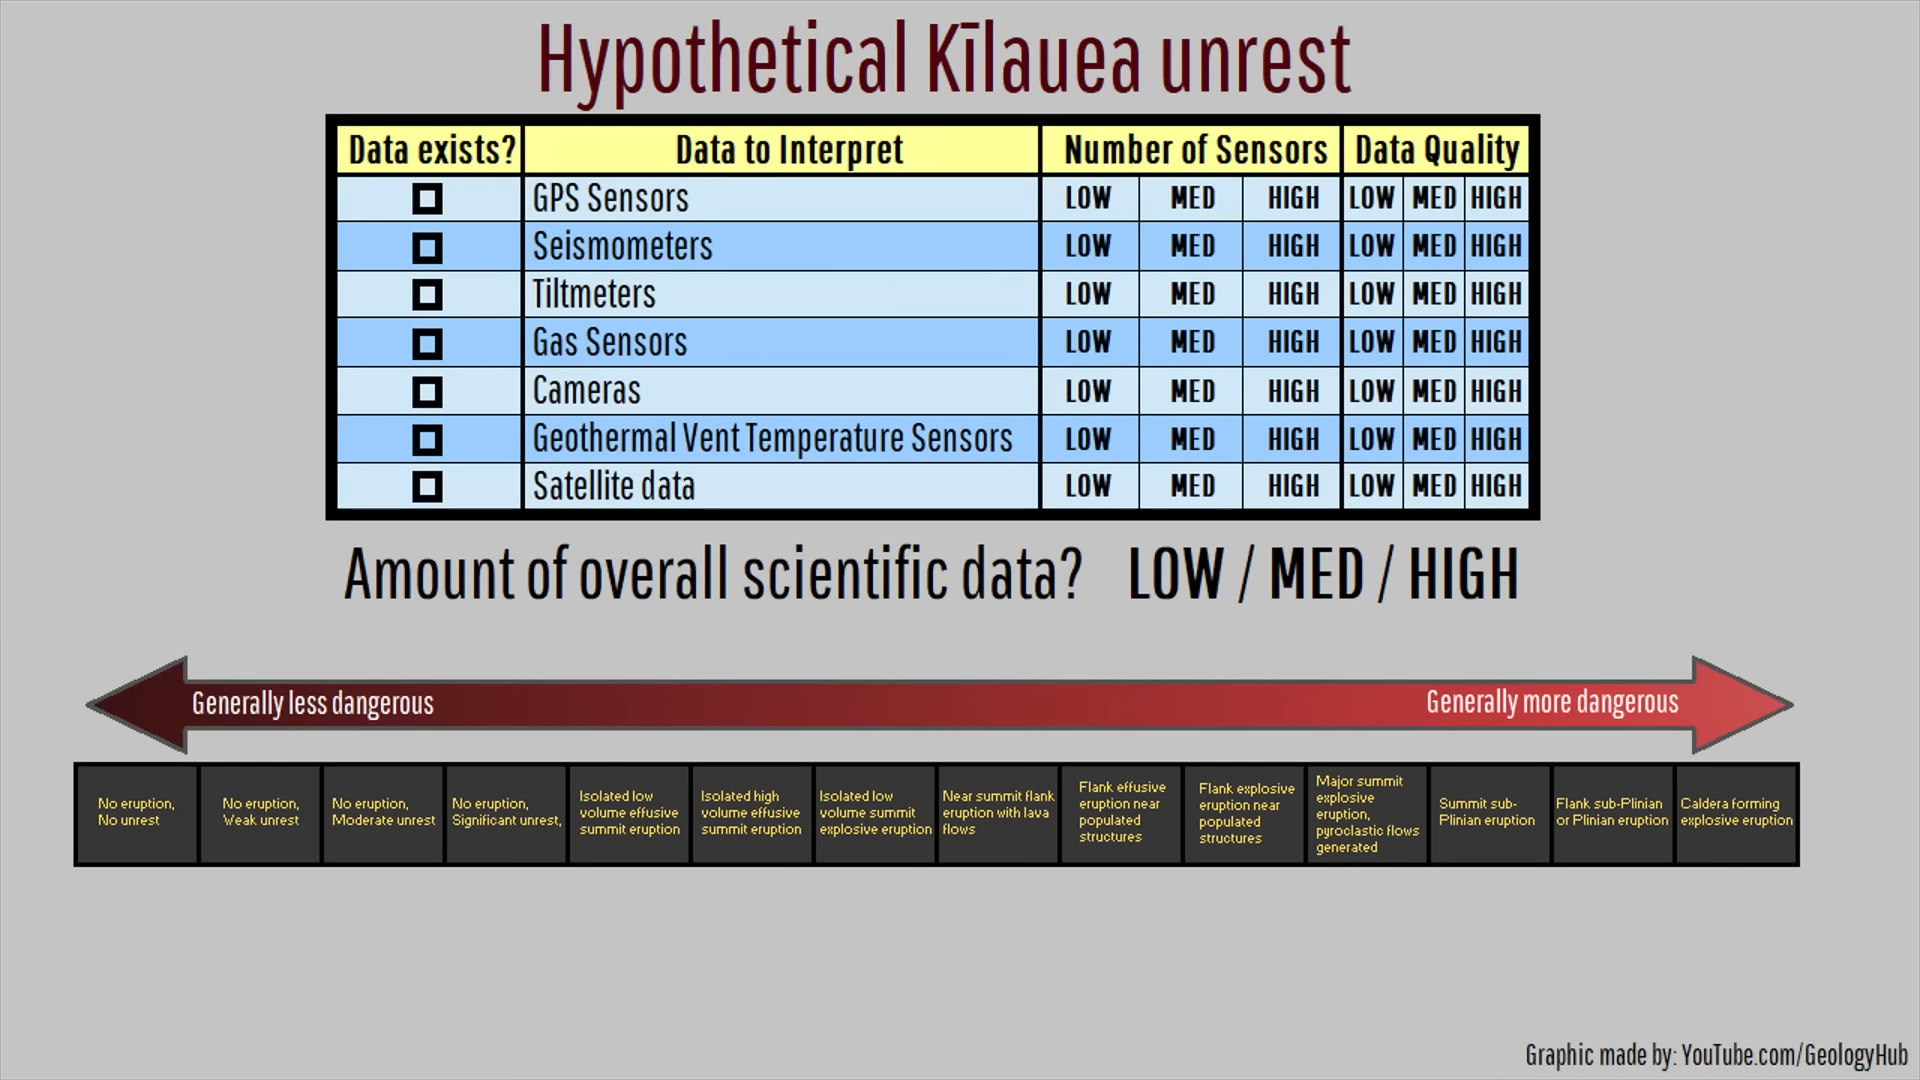 Hypothetical Kīlauea unrest
Data exists? Data to Interpret Number of Sensors Data Quality
GPS Sensors LOW MED HIGH LOW MED HIGH
Seismometers LOW MED HIGH LOW MED HIGH
Tiltmeters LOW MED HIGH LOW MED HIGH
Gas Sensors LOW MED HIGH LOW MED HIGH
Cameras LOW MED HIGH LOW MED HIGH
Geothermal Vent Temperature Sensors LOW MED HIGH LOW MED HIGH
Satellite data LOW MED HIGH LOW MED HIGH
Amount of overall scientific data? LOW / MED / HIGH
Generally less dangerous
Generally more dangerous
No eruption,
No unrest
No eruption,
Weak unrest
No eruption,
Moderate unrest
No eruption,
Significant unrest,
Isolated low
volume effusive
summit eruption
Isolated high
volume effusive
summit eruption
Isolated low
volume summit
explosive eruption
Near summit flank
eruption with lava
flows
Flank effusive
eruption near
populated
structures
Flank explosive
eruption near
populated
structures
Major summit
explosive
eruption,
pyroclastic flows
generated
Summit sub-
Plinian eruption
Flank sub-Plinian
or Plinian eruption
Caldera forming
explosive eruption
Graphic made by: YouTube.com/GeologyHub